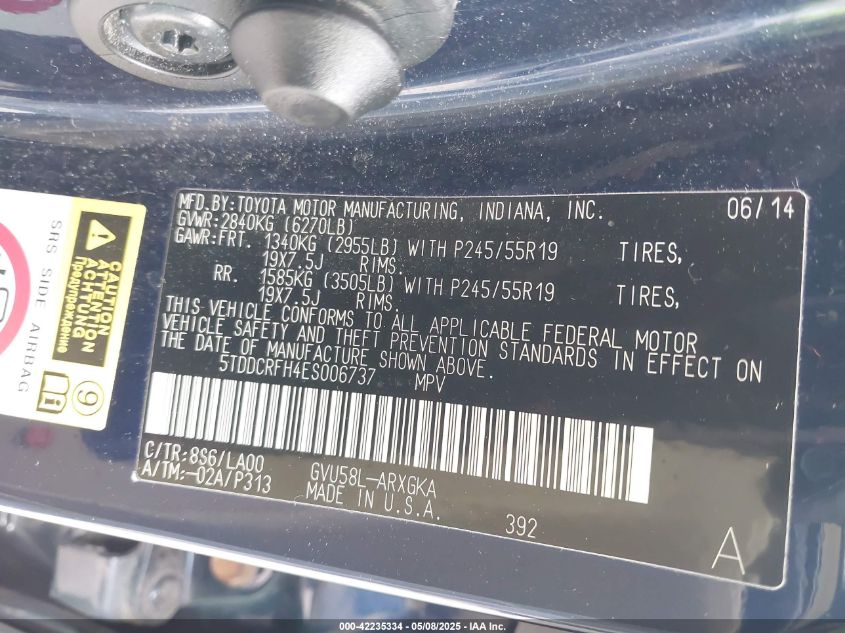 MFD.BY:TOYOTA MOTOR MANUFACTURING, INDIANA, INC. 06/14
GVWR:2840KG (6270LB)
GAWR:FRT. 1340KG (2955LB) WITH P245/55R19 TIRES,
19X7.5J RIMS.
RR. 1585KG (3505LB) WITH P245/55R19 TIRES,
19X7.5J RIMS.
THIS VEHICLE CONFORMS TO ALL APPLICABLE FEDERAL MOTOR
VEHICLE SAFETY AND THEFT PREVENTION STANDARDS IN EFFECT ON
THE DATE OF MANUFACTURE SHOWN ABOVE.
5TDDCRFH4ES006737 MPV
C/TR:8S6/LA00
A/TM:-02A/P313
GVU58L-ARXGKA
MADE IN U.S.A.
392
A
SRS SIDE AIRBAG
CAUTION
ATTENTION
ACHTUNG
Предупреждение
9
000-42235334 - 05/08/2025 - IAA, Inc.